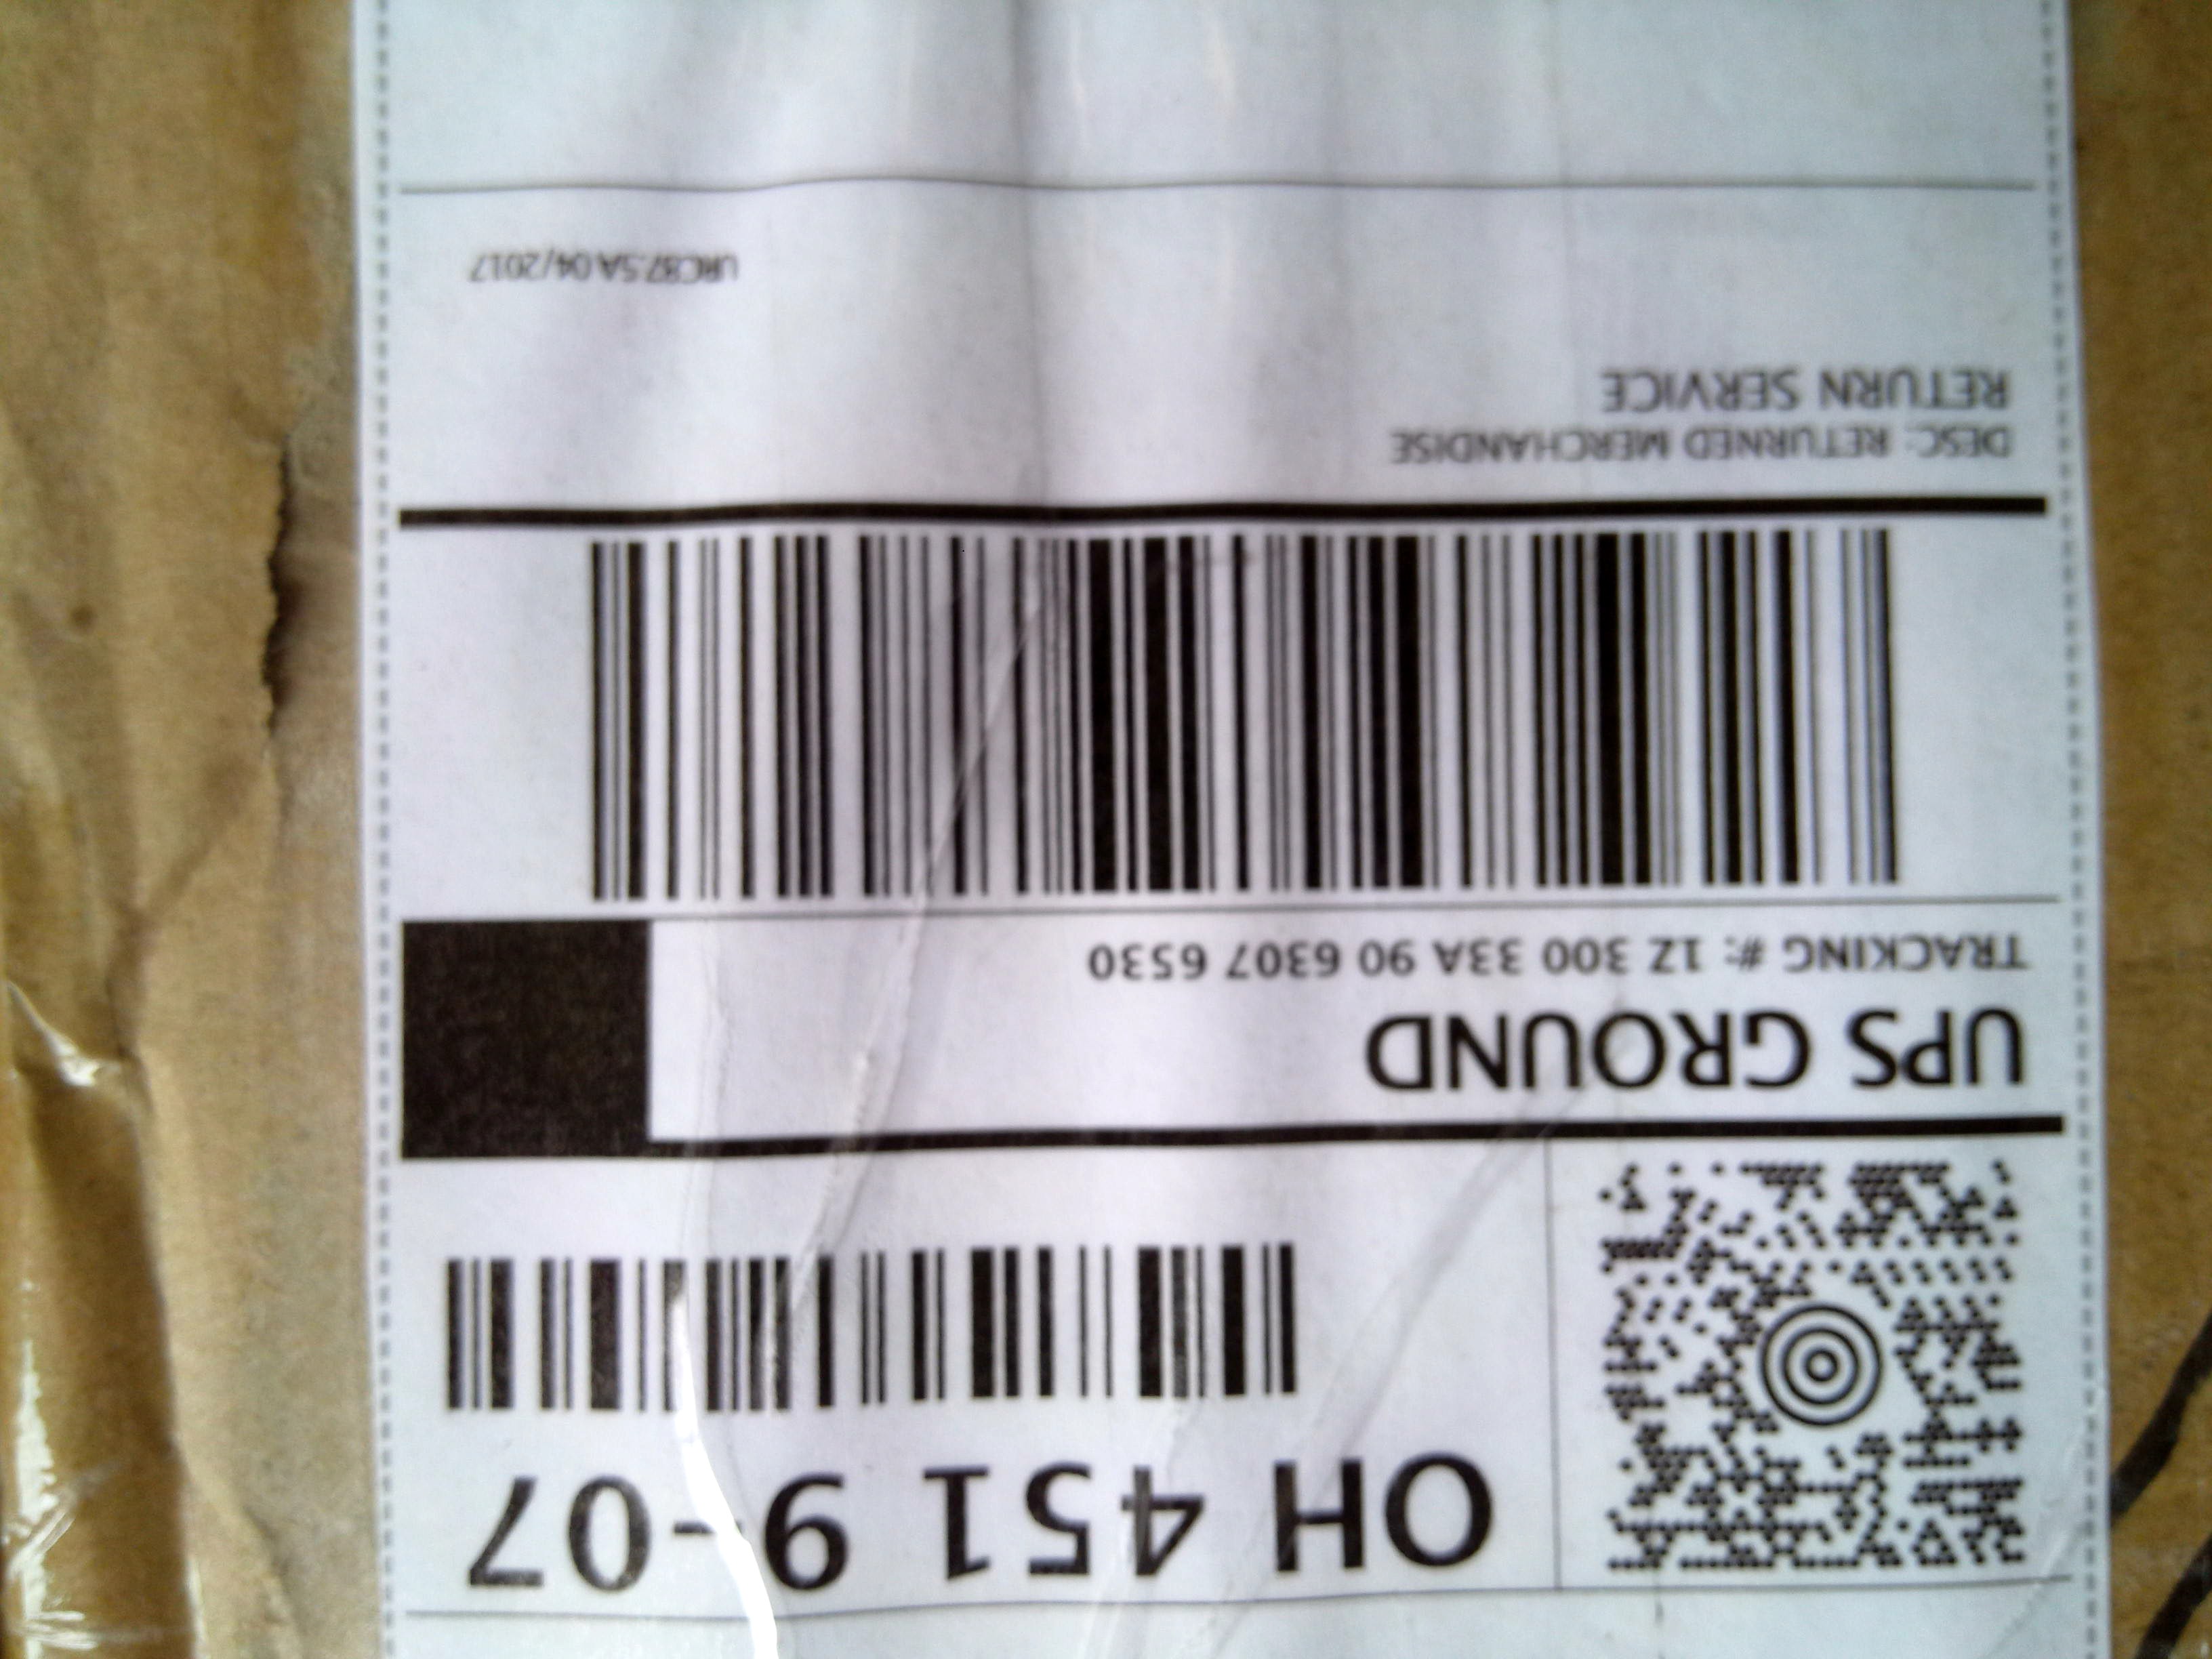 OH 451 9-07
UPS GROUND
TRACKING #: 1Z 300 33A 90 6307 6530
DESC: RETURNED MERCHANDISE
RETURN SERVICE
URC87.5A 04/2017